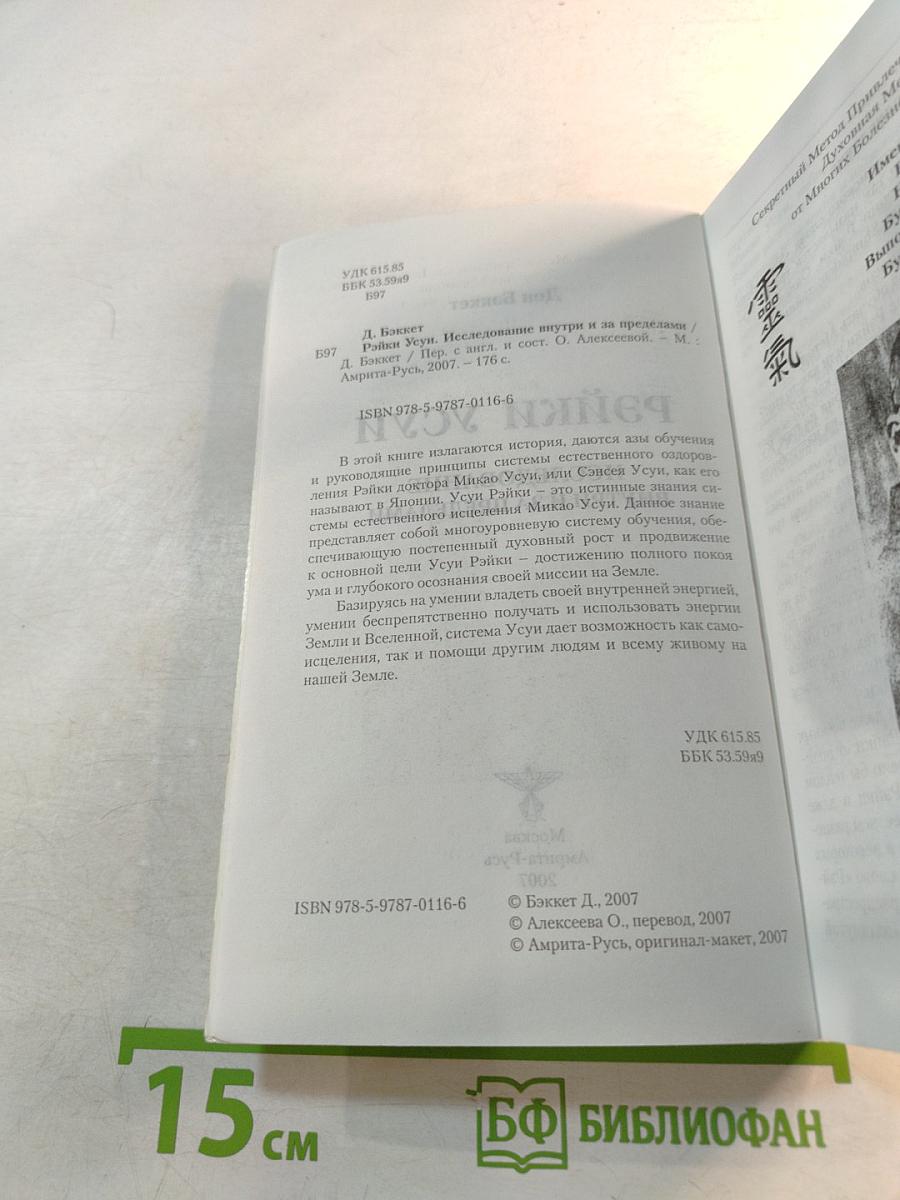 УДК 615.85
ББК 53.59я9
Б97
Д. Бэккет
Б97 Рэйки Усуи. Исследование внутри и за пределами /
Д. Бэккет / Пер. с англ. и сост. О. Алексеевой. – М. :
Амрита-Русь, 2007. – 176 с.
ISBN 978-5-9787-0116-6
В этой книге излагаются история, даются азы обучения
и руководящие принципы системы естественного оздоров-
ления Рэйки доктора Микао Усуи, или Сэнсея Усуи, как его
называют в Японии. Усуи Рэйки – это истинные знания си-
стемы естественного исцеления Микао Усуи. Данное знание
представляет собой многоуровневую систему обучения, обе-
спечивающую постепенный духовный рост и продвижение
к основной цели Усуи Рэйки – достижению полного покоя
ума и глубокого осознания своей миссии на Земле.
Базируясь на умении владеть своей внутренней энергией,
умении беспрепятственно получать и использовать энергии
Земли и Вселенной, система Усуи дает возможность как само-
исцеления, так и помощи другим людям и всему живому на
нашей Земле.
УДК 615.85
ББК 53.59я9
ISBN 978-5-9787-0116-6
© Бэккет Д., 2007
© Алексеева О., перевод, 2007
© Амрита-Русь, оригинал-макет, 2007
Секретный Метод
Духовная
от Многих
靈氣
15 см
БФ БИБЛИОФАН